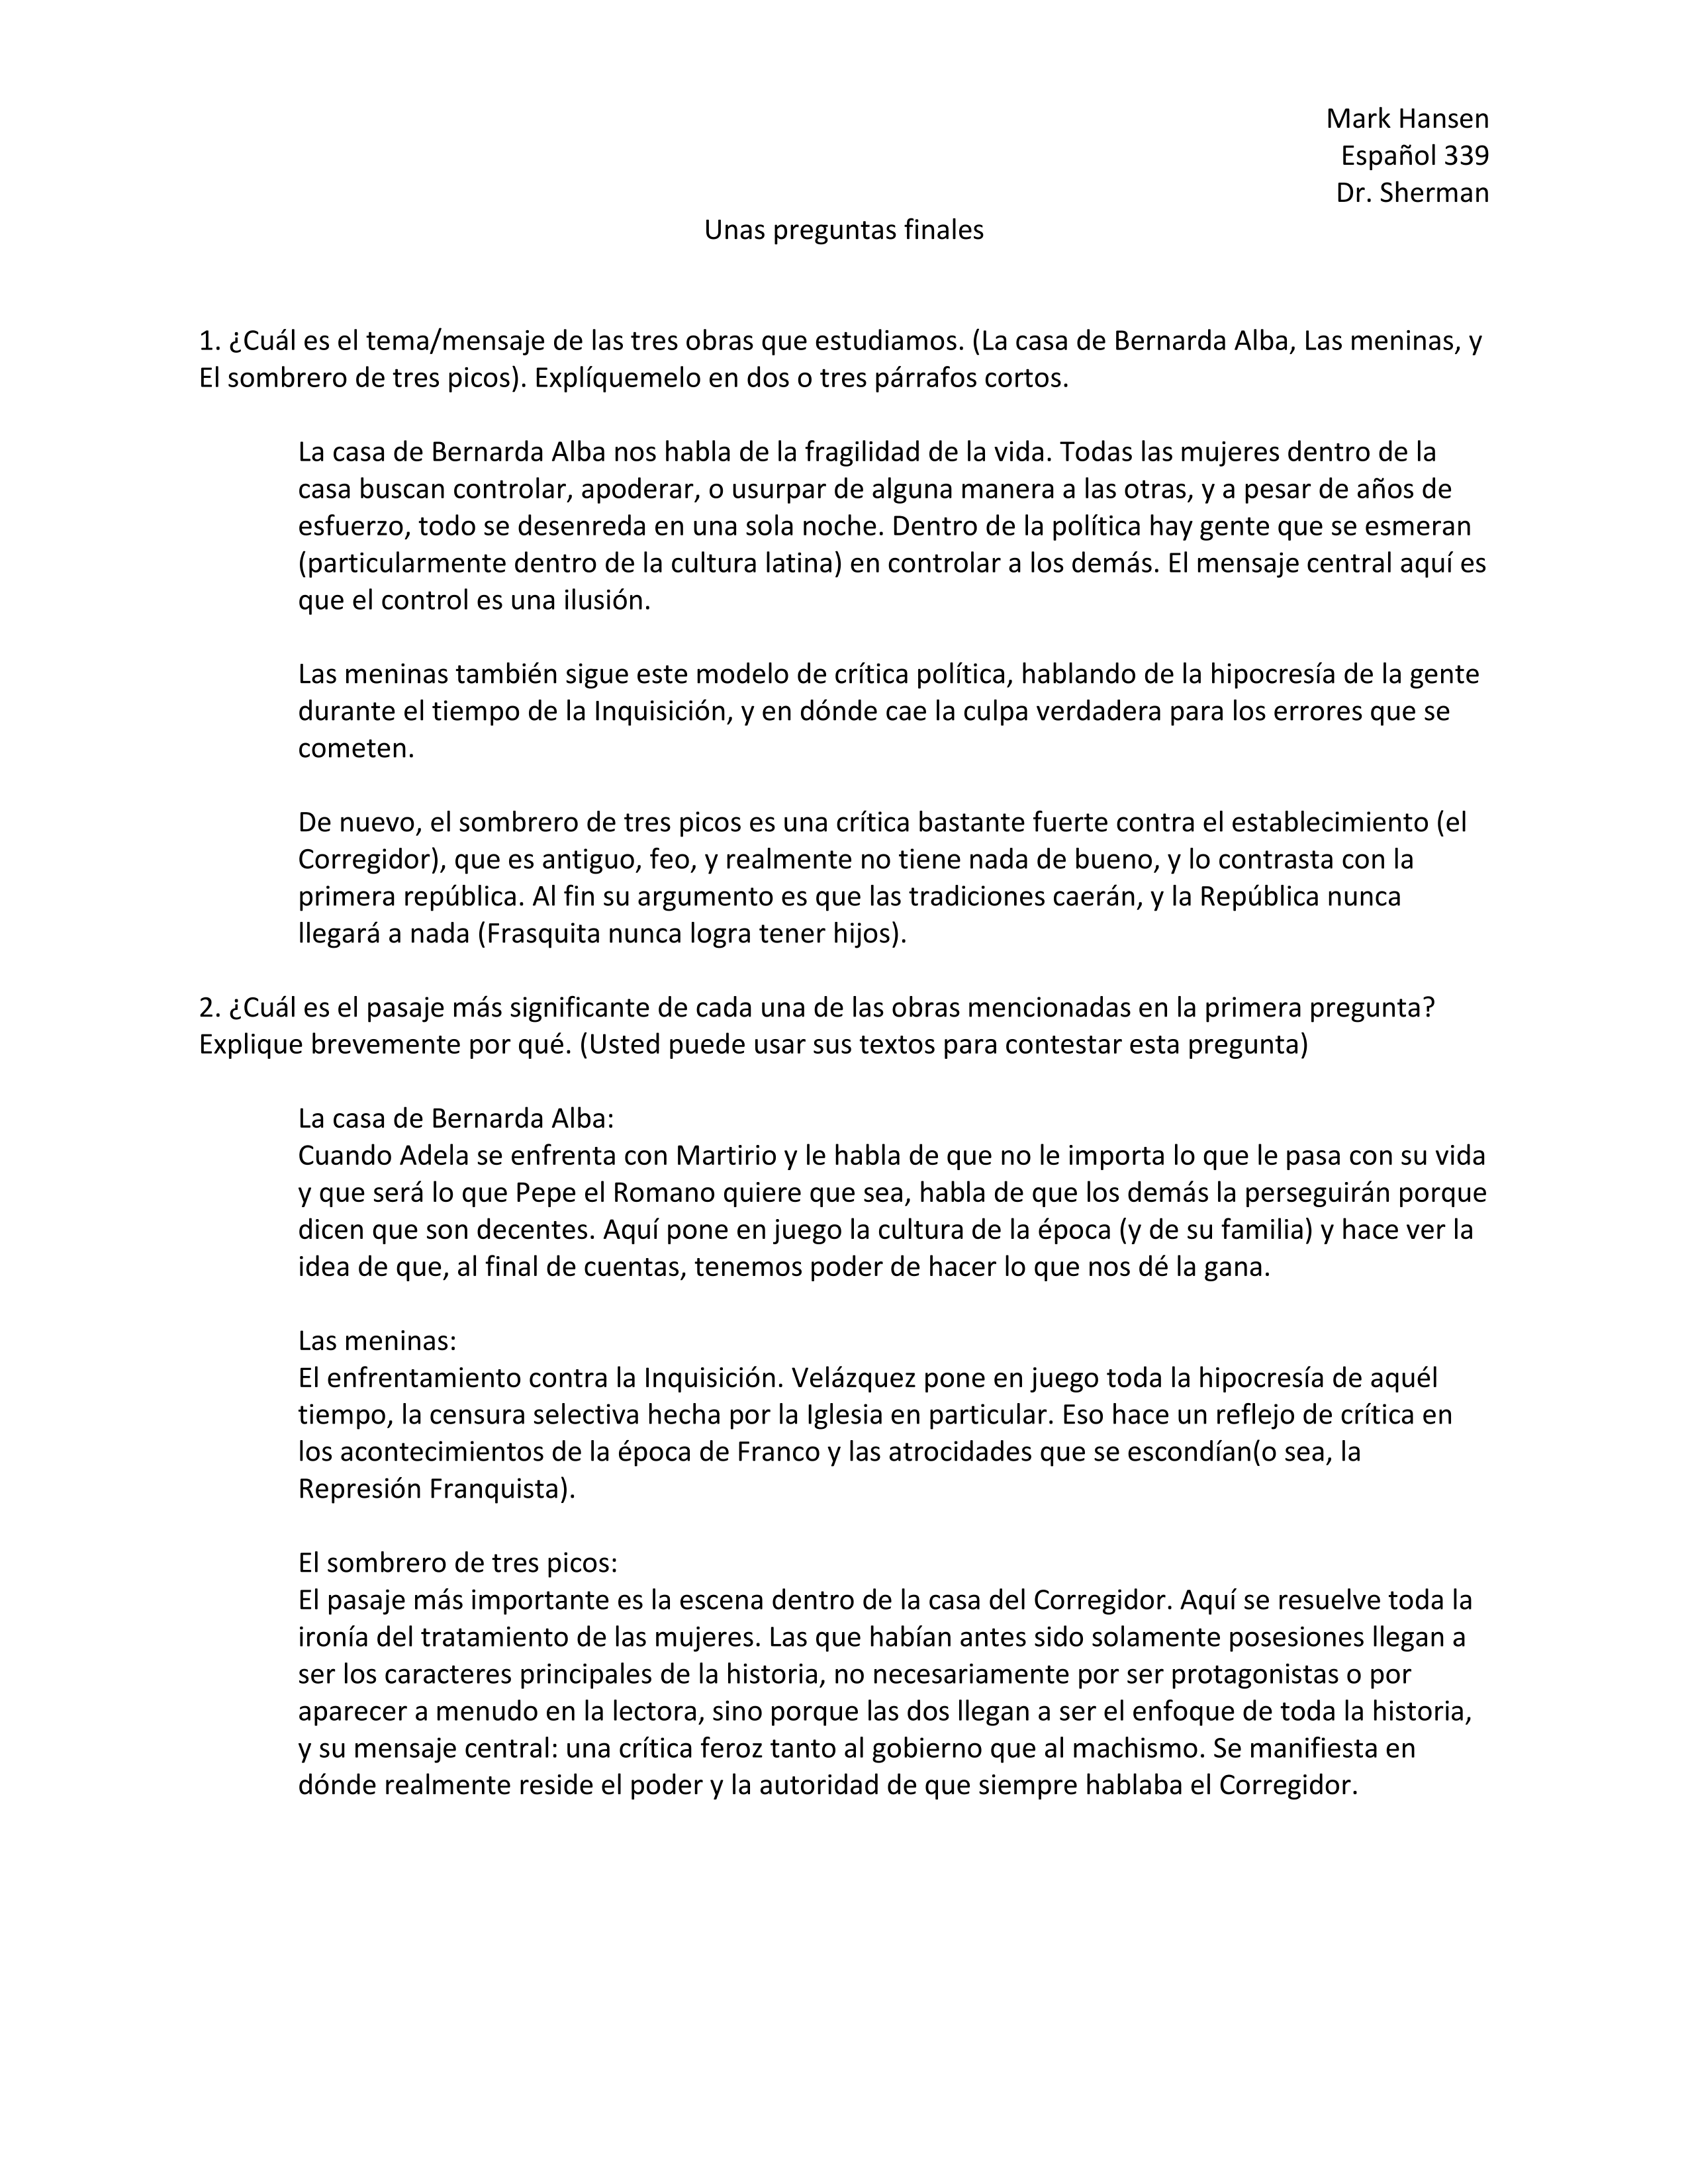 Mark Hansen
Español 339
Dr. Sherman
Unas preguntas finales
1. ¿Cuál es el tema/mensaje de las tres obras que estudiamos. (La casa de Bernarda Alba, Las meninas, y
El sombrero de tres picos). Explíquemelo en dos o tres párrafos cortos.
La casa de Bernarda Alba nos habla de la fragilidad de la vida. Todas las mujeres dentro de la
casa buscan controlar, apoderar, o usurpar de alguna manera a las otras, y a pesar de años de
esfuerzo, todo se desenreda en una sola noche. Dentro de la política hay gente que se esmeran
(particularmente dentro de la cultura latina) en controlar a los demás. El mensaje central aquí es
que el control es una ilusión.
Las meninas también sigue este modelo de crítica política, hablando de la hipocresía de la gente
durante el tiempo de la Inquisición, y en dónde cae la culpa verdadera para los errores que se
cometen.
De nuevo, el sombrero de tres picos es una crítica bastante fuerte contra el establecimiento (el
Corregidor), que es antiguo, feo, y realmente no tiene nada de bueno, y lo contrasta con la
primera república. Al fin su argumento es que las tradiciones caerán, y la República nunca
llegará a nada (Frasquita nunca logra tener hijos).
2. ¿Cuál es el pasaje más significante de cada una de las obras mencionadas en la primera pregunta?
Explique brevemente por qué. (Usted puede usar sus textos para contestar esta pregunta)
La casa de Bernarda Alba:
Cuando Adela se enfrenta con Martirio y le habla de que no le importa lo que le pasa con su vida
y que será lo que Pepe el Romano quiere que sea, habla de que los demás la perseguirán porque
dicen que son decentes. Aquí pone en juego la cultura de la época (y de su familia) y hace ver la
idea de que, al final de cuentas, tenemos poder de hacer lo que nos dé la gana.
Las meninas:
El enfrentamiento contra la Inquisición. Velázquez pone en juego toda la hipocresía de aquél
tiempo, la censura selectiva hecha por la Iglesia en particular. Eso hace un reflejo de crítica en
los acontecimientos de la época de Franco y las atrocidades que se escondían(o sea, la
Represión Franquista).
El sombrero de tres picos:
El pasaje más importante es la escena dentro de la casa del Corregidor. Aquí se resuelve toda la
ironía del tratamiento de las mujeres. Las que habían antes sido solamente posesiones llegan a
ser los caracteres principales de la historia, no necesariamente por ser protagonistas o por
aparecer a menudo en la lectora, sino porque las dos llegan a ser el enfoque de toda la historia,
y su mensaje central: una crítica feroz tanto al gobierno que al machismo. Se manifiesta en
dónde realmente reside el poder y la autoridad de que siempre hablaba el Corregidor.